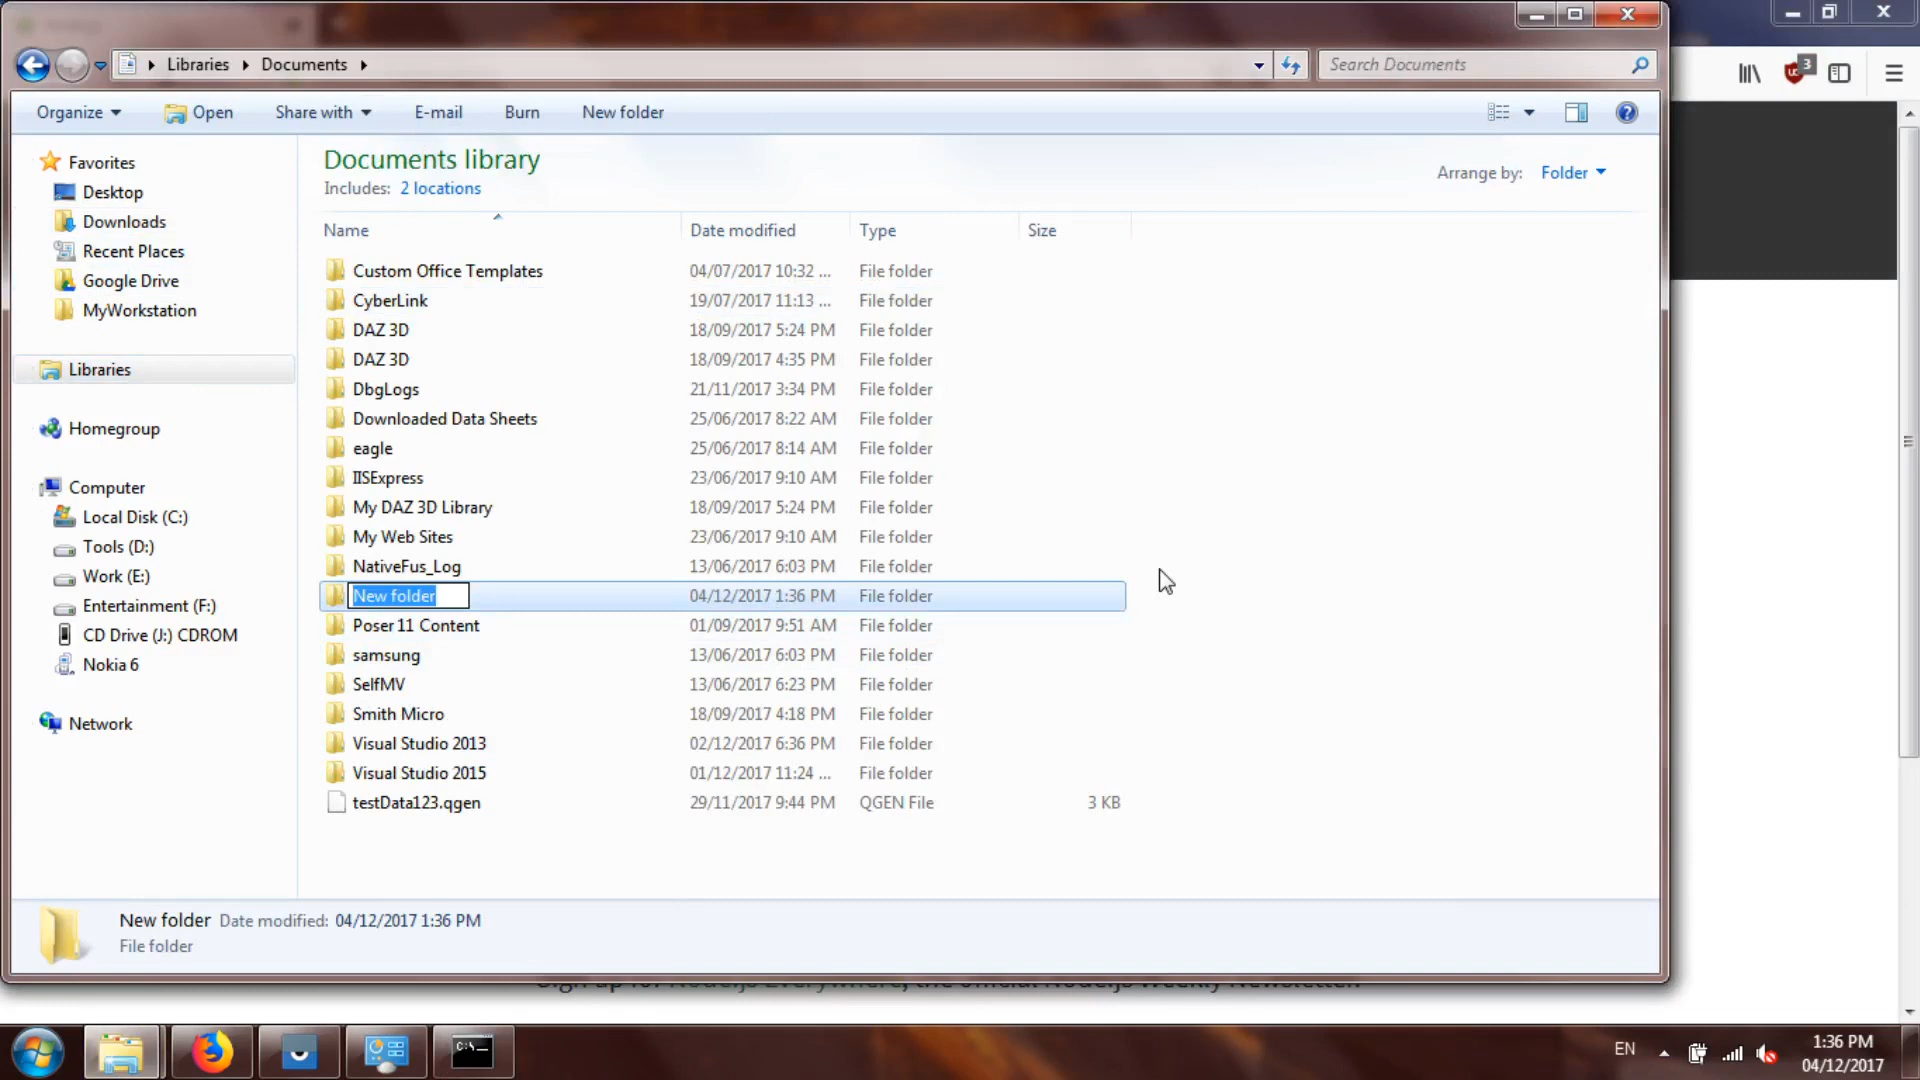 Libraries Documents
Search Documents
3
Organize Open Share with E-mail Burn New folder
Documents library
Includes: 2 locations
Arrange by: Folder
Name Date modified Type Size
Favorites
Desktop
Downloads
Recent Places
Google Drive
MyWorkstation
Libraries
Homegroup
Computer
Local Disk (C:)
Tools (D:)
Work (E:)
Entertainment (F:)
CD Drive (J:) CDROM
Nokia 6
Network
Custom Office Templates 04/07/2017 10:32 ... File folder
CyberLink 19/07/2017 11:13 ... File folder
DAZ 3D 18/09/2017 5:24 PM File folder
DAZ 3D 18/09/2017 4:35 PM File folder
DbgLogs 21/11/2017 3:34 PM File folder
Downloaded Data Sheets 25/06/2017 8:22 AM File folder
eagle 25/06/2017 8:14 AM File folder
IISExpress 23/06/2017 9:10 AM File folder
My DAZ 3D Library 18/09/2017 5:24 PM File folder
My Web Sites 23/06/2017 9:10 AM File folder
NativeFus_Log 13/06/2017 6:03 PM File folder
New folder 04/12/2017 1:36 PM File folder
Poser 11 Content 01/09/2017 9:51 AM File folder
samsung 13/06/2017 6:03 PM File folder
SelfMV 13/06/2017 6:23 PM File folder
Smith Micro 18/09/2017 4:18 PM File folder
Visual Studio 2013 02/12/2017 6:36 PM File folder
Visual Studio 2015 01/12/2017 11:24 ... File folder
testData123.qgen 29/11/2017 9:44 PM QGEN File 3 KB
New folder Date modified: 04/12/2017 1:36 PM
File folder
Sign up for Node.js Everywhere, the official Node.js Weekly Newsletter.
C:\
EN
1:36 PM
04/12/2017